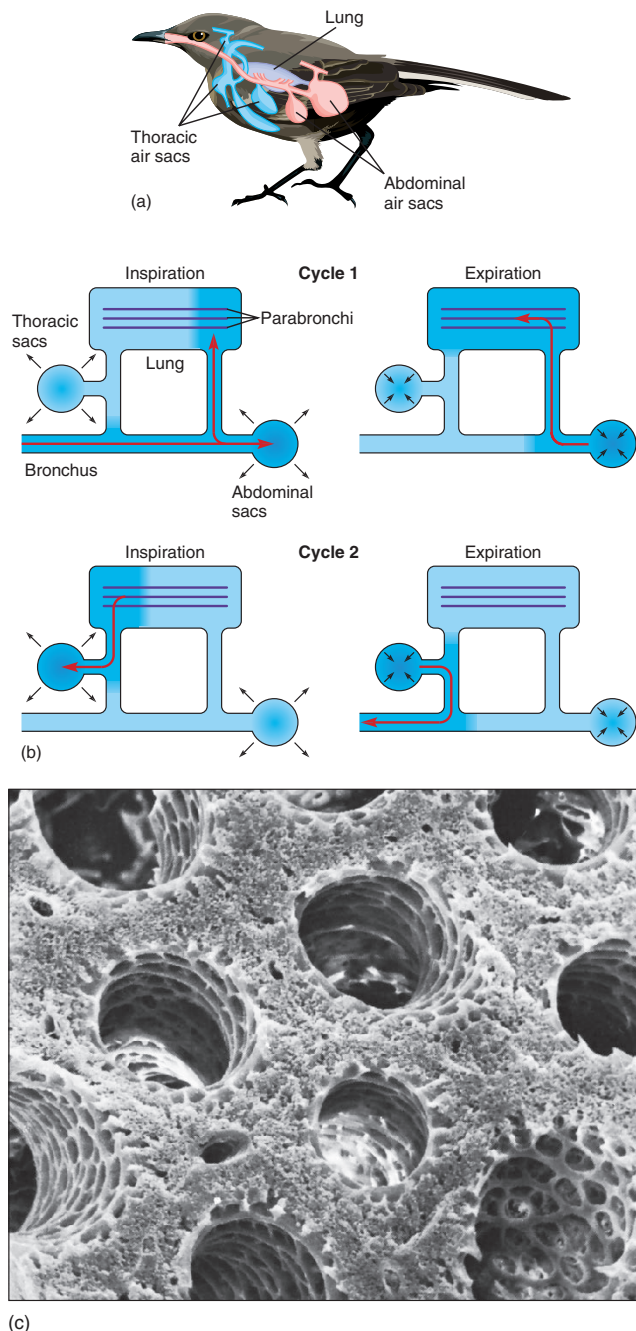 Lung
Thoracic
air sacs
Abdominal
air sacs
(a)
Inspiration
Cycle 1
Expiration
Thoracic
sacs
Parabronchi
Lung
Bronchus
Abdominal
sacs
Inspiration
Cycle 2
Expiration
(b)
(c)